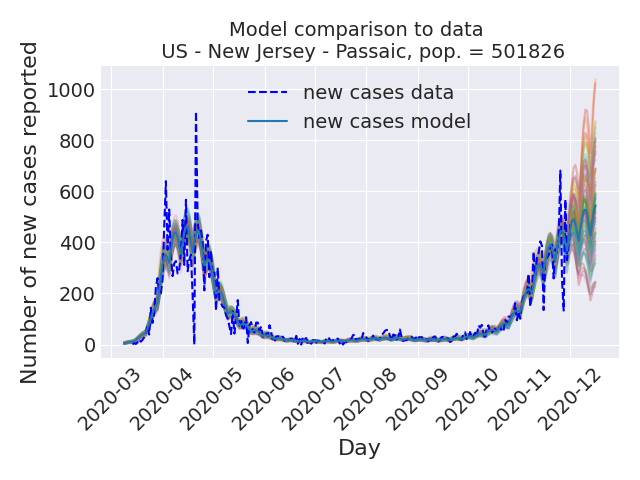 Model comparison to data
US - New Jersey - Passaic, pop. = 501826
Number of new cases reported
1000
800
600
400
200
0
new cases data
new cases model
2020-03
2020-04
2020-05
2020-06
2020-07
2020-08
2020-09
2020-10
2020-11
2020-12
Day